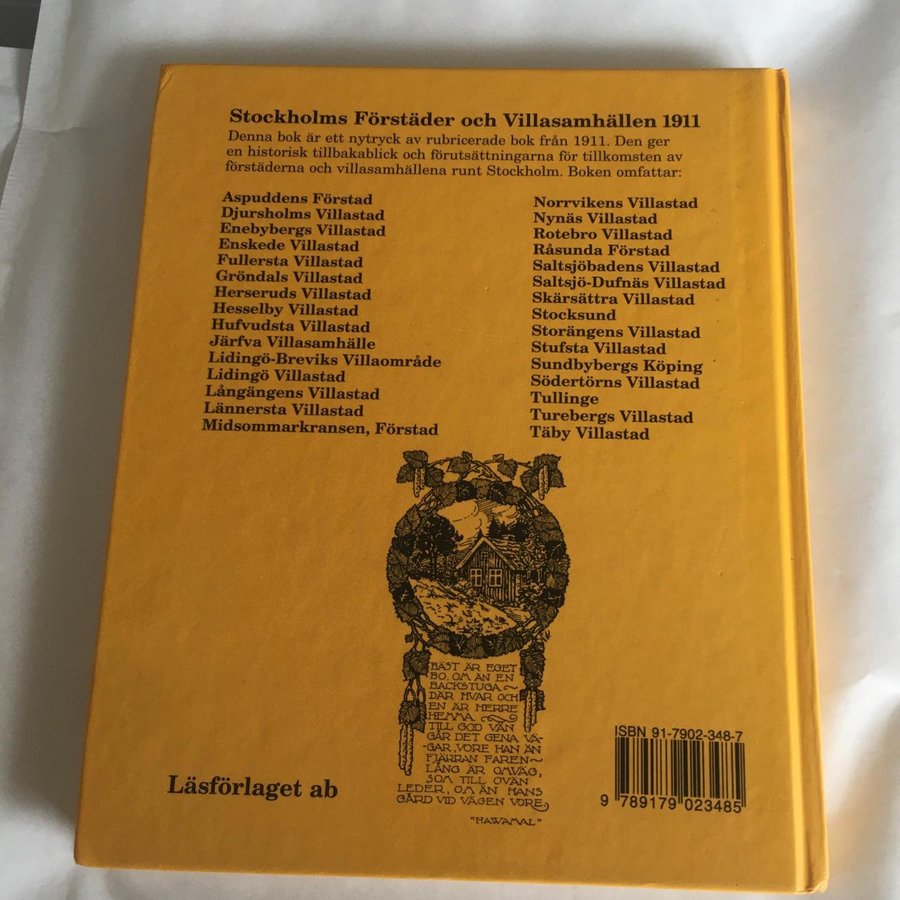 Stockholms Förstäder och Villasamhällen 1911
Denna bok är ett nytryck av rubricerade bok från 1911. Den ger
en historisk tillbakablick och förutsättningarna för tillkomsten av
förstäderna och villasamhällena runt Stockholm. Boken omfattar:
Aspuddens Förstad
Djursholms Villastad
Enebybergs Villastad
Enskede Villastad
Fullersta Villastad
Gröndals Villastad
Herseruds Villastad
Hesselby Villastad
Hufvudsta Villastad
Järfva Villasamhälle
Lidingö-Breviks Villaområde
Lidingö Villastad
Långängens Villastad
Lännersta Villastad
Midsommarkransen, Förstad
Norrvikens Villastad
Nynäs Villastad
Rotebro Villastad
Råsunda Förstad
Saltsjöbadens Villastad
Saltsjö-Dufnäs Villastad
Skärsättra Villastad
Stocksund
Storängens Villastad
Stufsta Villastad
Sundbybergs Köping
Södertörns Villastad
Tullinge
Turebergs Villastad
Täby Villastad
BÄST ÄR EGET
BO, OM ÄN EN
BACKSTUGA~
DÄR HVAR OCH
EN ÄR HERRE
HEMMA.
TILL GOD VÄN
GÅR DET GENA VÄ-
-GAR, VORE HAN ÄN
FJÄRRAN FAREN~
LÅNG ÄR OMVÄG,
SOM TILL OVÄN
LEDER, OM ÄN HANS
GÅRD VID VÄGEN VORE.
"HAWAMAL"
Läsförlaget ab
ISBN 91-7902-348-7
9 789179 023485